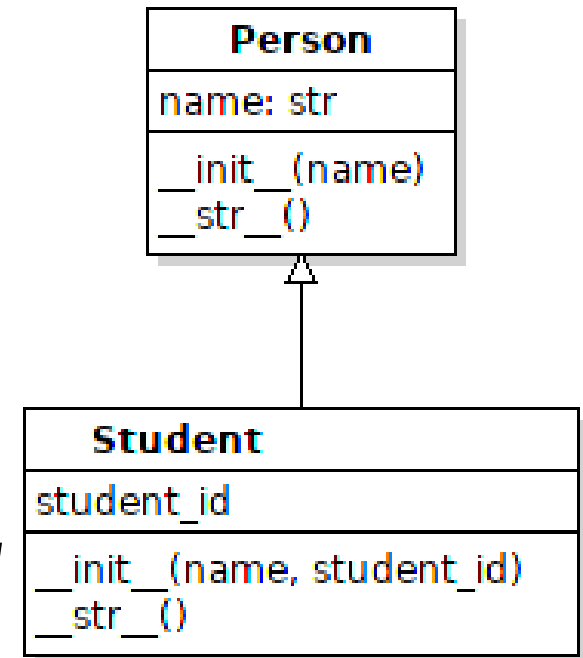 Person
name: str
__init__(name)
__str__()
Student
student_id
__init__(name, student_id)
__str__()